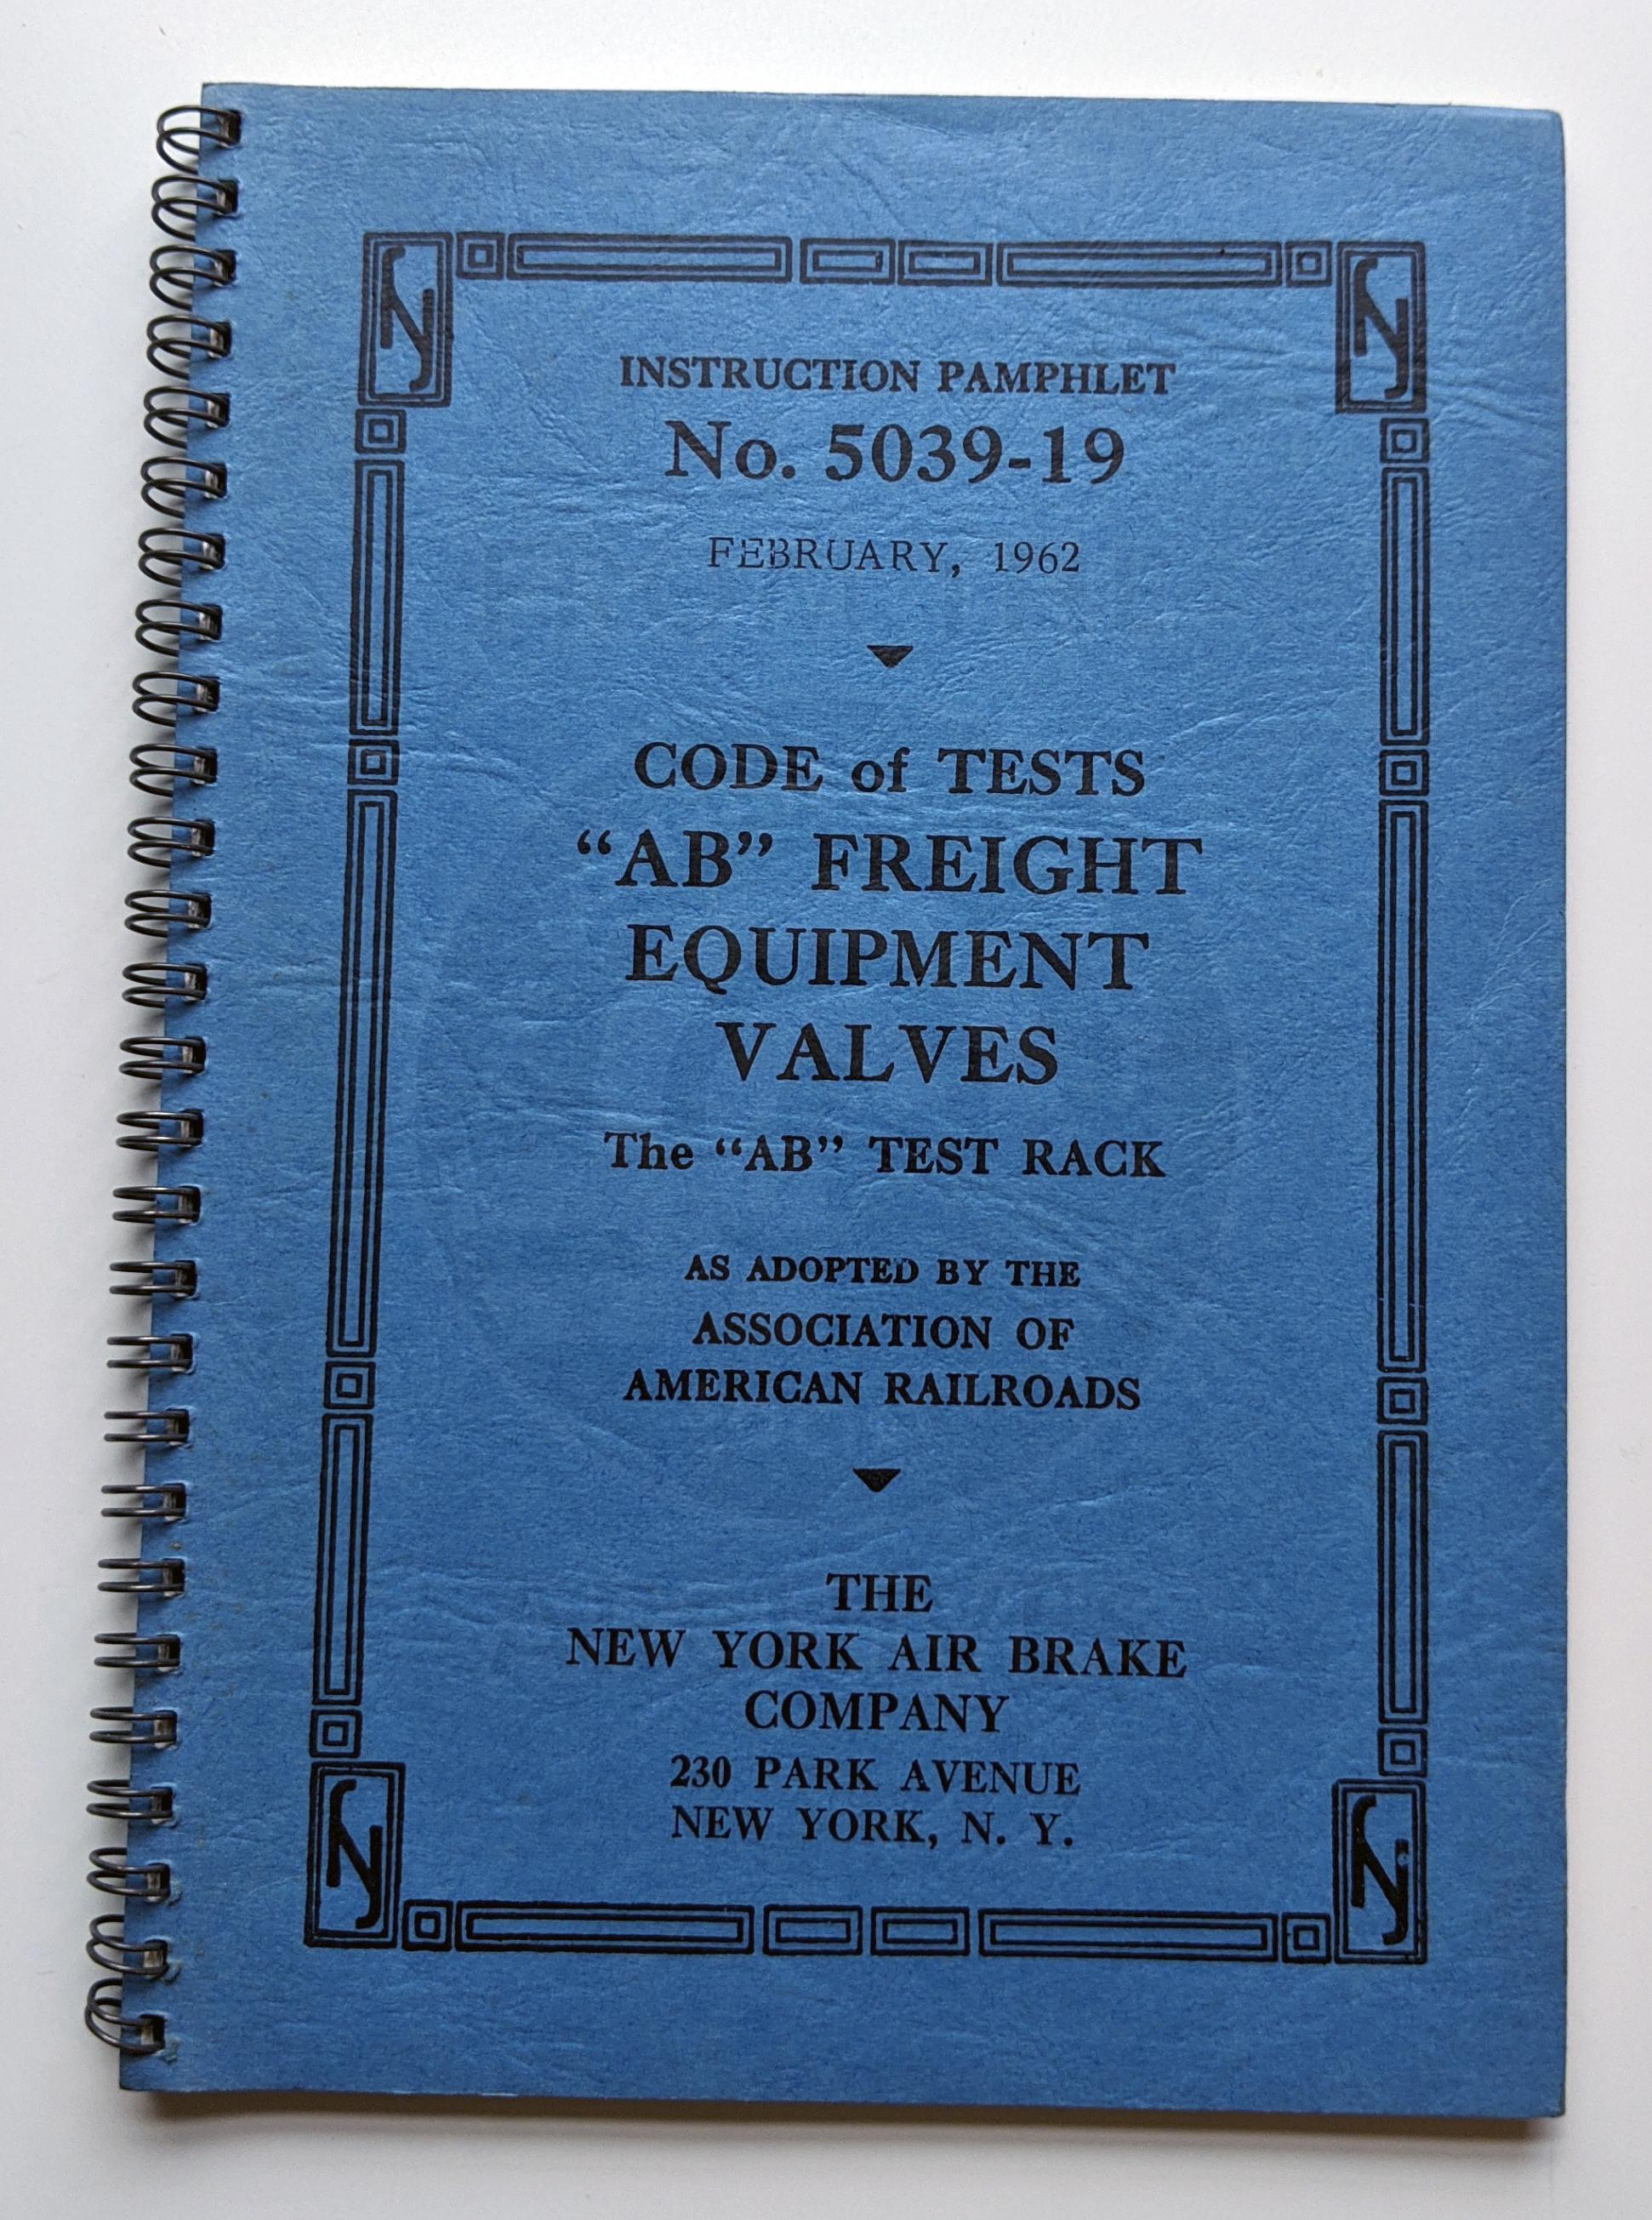 INSTRUCTION PAMPHLET
No. 5039-19
FEBRUARY, 1962
CODE of TESTS
“AB” FREIGHT
EQUIPMENT
VALVES
The “AB” TEST RACK
AS ADOPTED BY THE
ASSOCIATION OF
AMERICAN RAILROADS
THE
NEW YORK AIR BRAKE
COMPANY
230 PARK AVENUE
NEW YORK, N. Y.